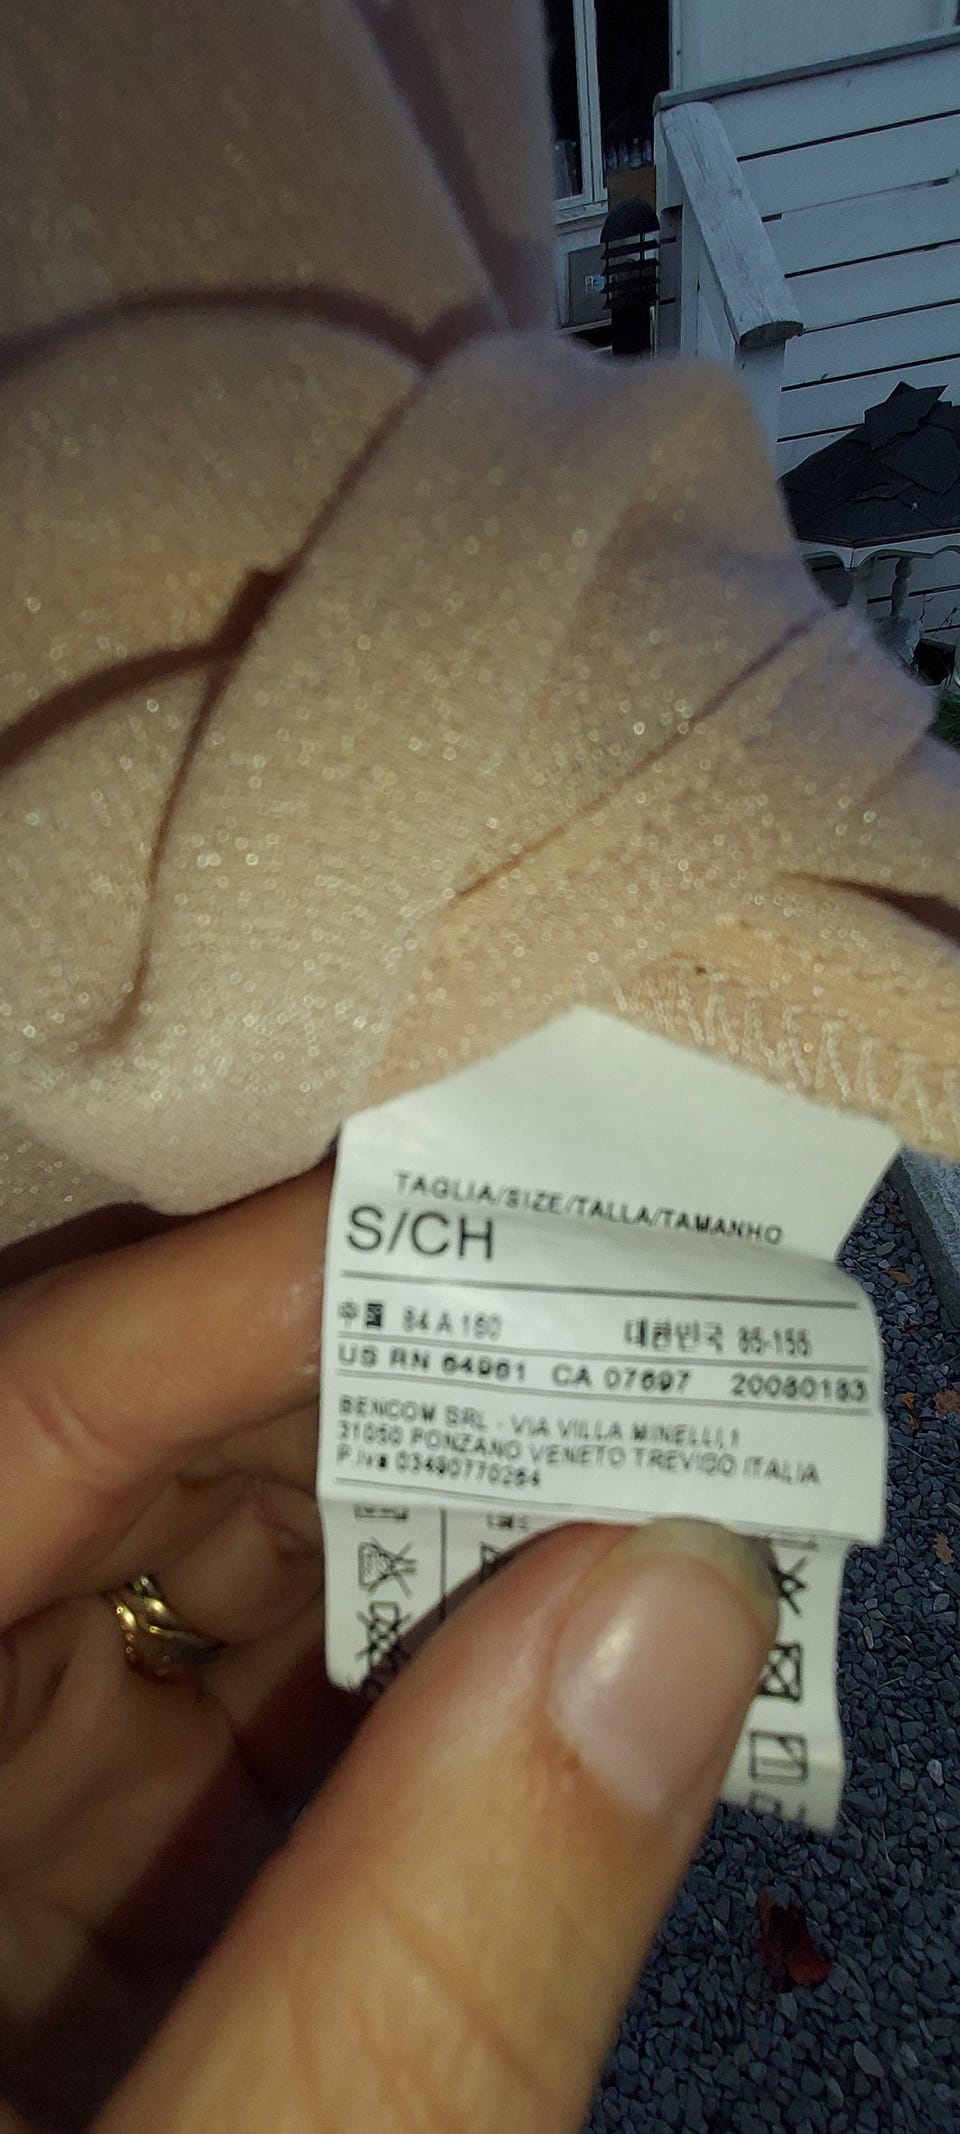 TAGLIA/SIZE/TALLA/TAMANHO
S/CH
中国 84 A 160 대한민국 85-155
US RN 64961 CA 07697 20080183
BENCOM SRL - VIA VILLA MINELLI,1
31050 PONZANO VENETO TREVISO ITALIA
P.iva 03490770264